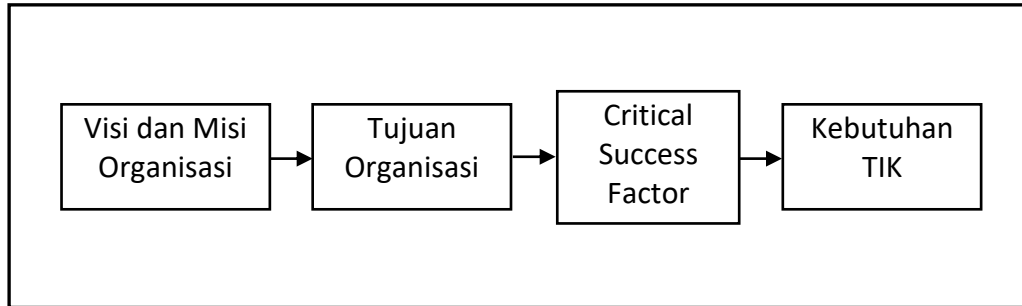 Visi dan Misi
Organisasi
Tujuan
Organisasi
Critical
Success
Factor
Kebutuhan
TIK